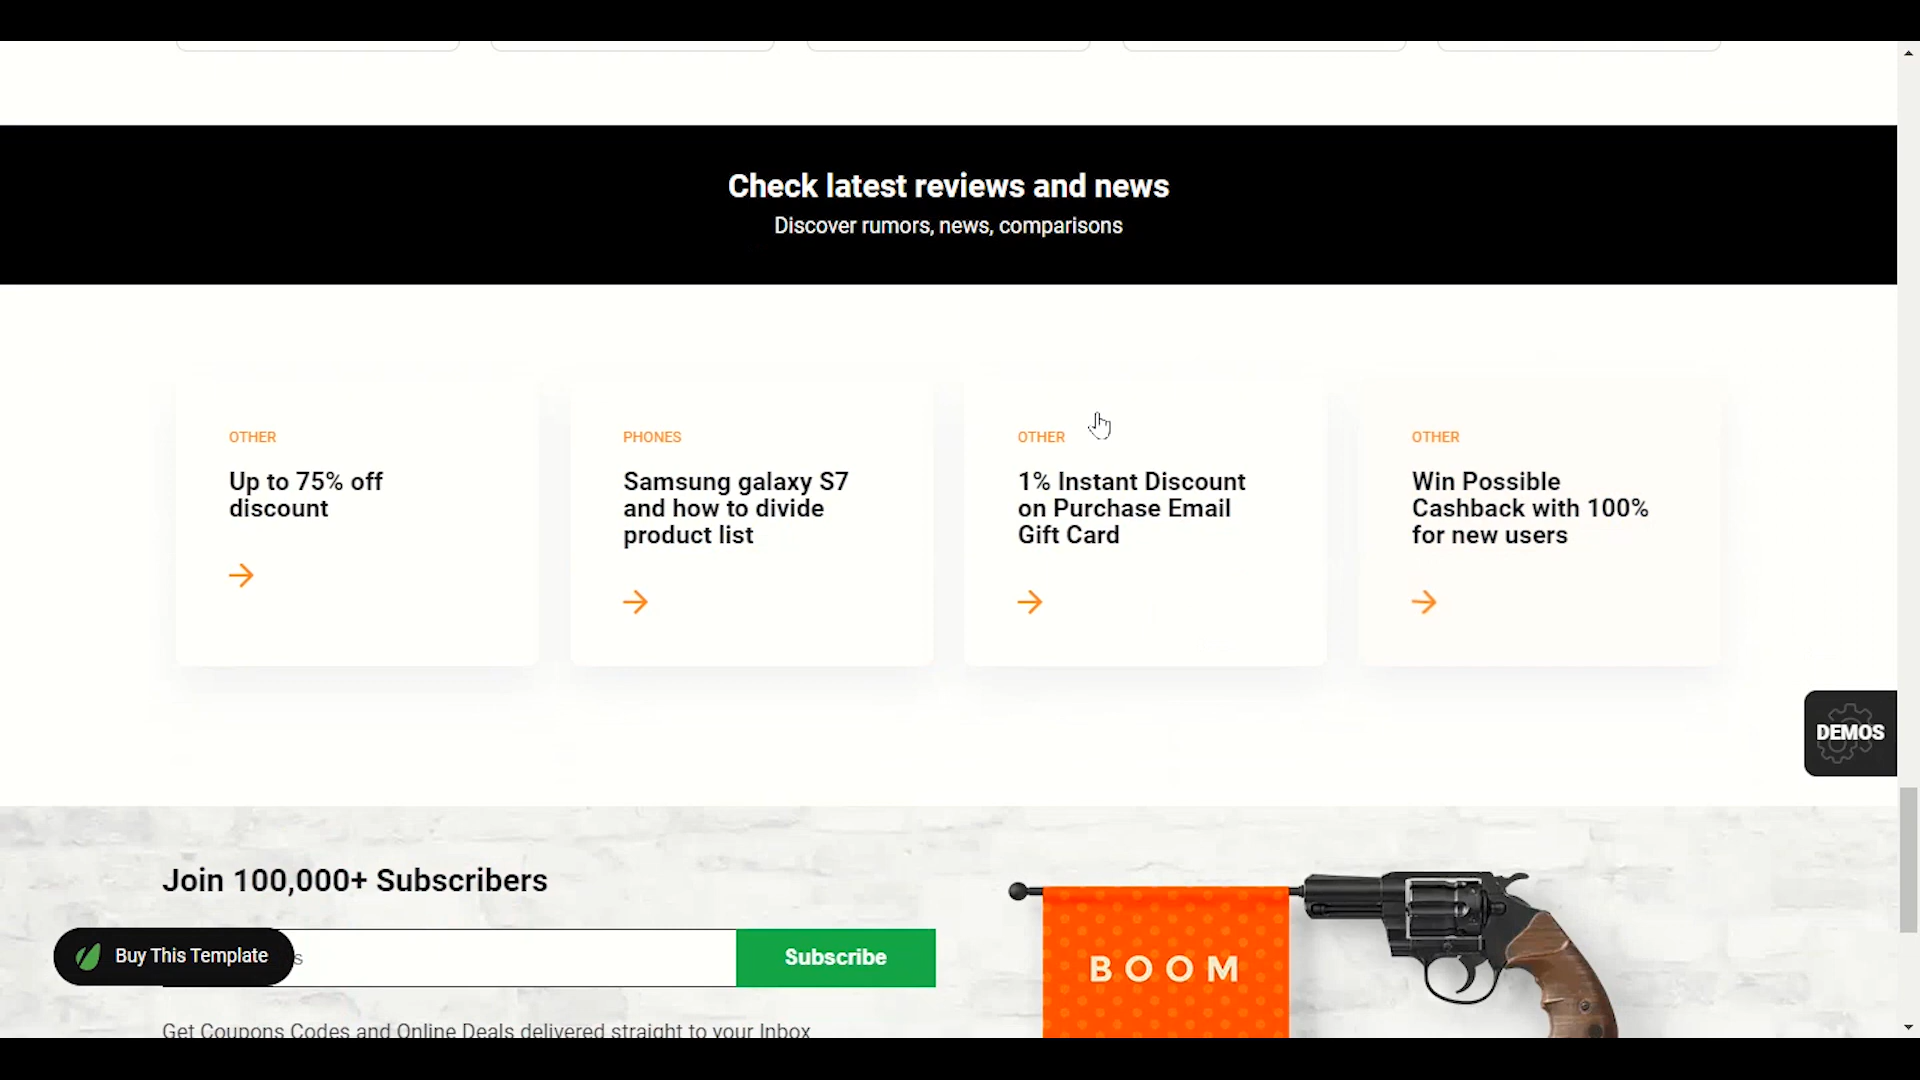 Check latest reviews and news
Discover rumors, news, comparisons
OTHER
Up to 75% off
discount
PHONES
Samsung galaxy S7
and how to divide
product list
OTHER
1% Instant Discount
on Purchase Email
Gift Card
OTHER
Win Possible
Cashback with 100%
for new users
DEMOS
Join 100,000+ Subscribers
Buy This Template
s
Subscribe
Get Coupons Codes and Online Deals delivered straight to your Inbox
BOOM